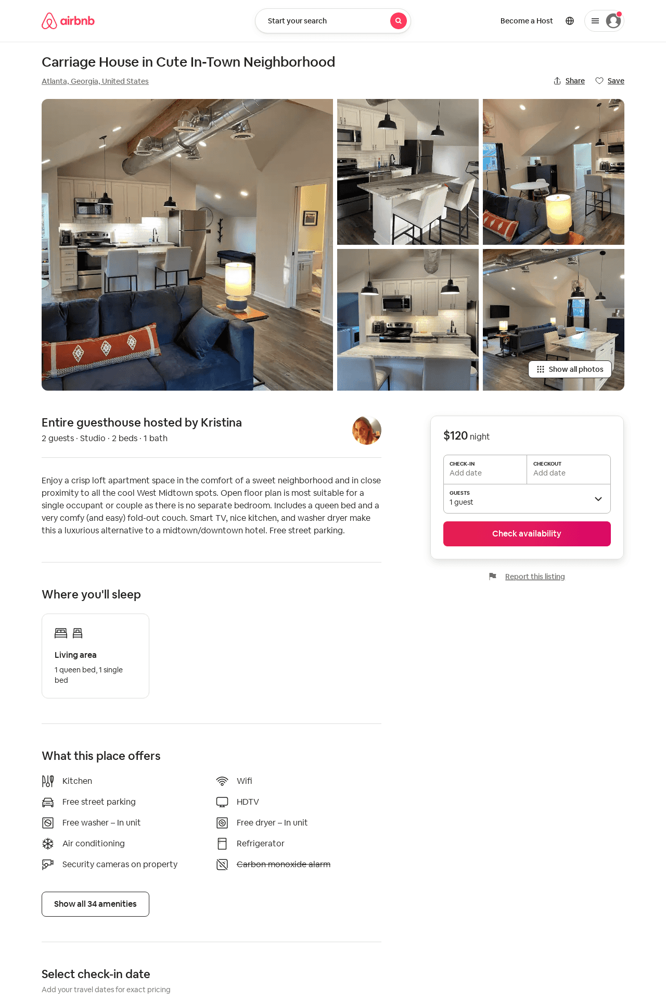 airbnb
Start your search
Become a Host
Carriage House in Cute In-Town Neighborhood
Atlanta, Georgia, United States
Share
Save
Show all photos
Entire guesthouse hosted by Kristina
2 guests · Studio · 2 beds · 1 bath
$120 night
CHECK-IN
Add date
CHECKOUT
Add date
GUESTS
1 guest
Check availability
Report this listing
Enjoy a crisp loft apartment space in the comfort of a sweet neighborhood and in close
proximity to all the cool West Midtown spots. Open floor plan is most suitable for a
single occupant or couple as there is no separate bedroom. Includes a queen bed and a
very comfy (and easy) fold-out couch. Smart TV, nice kitchen, and washer dryer make
this a luxurious alternative to a midtown/downtown hotel. Free street parking.
Where you'll sleep
Living area
1 queen bed, 1 single
bed
What this place offers
Kitchen
Wifi
Free street parking
HDTV
Free washer – In unit
Free dryer – In unit
Air conditioning
Refrigerator
Security cameras on property
Carbon monoxide alarm
Show all 34 amenities
Select check-in date
Add your travel dates for exact pricing